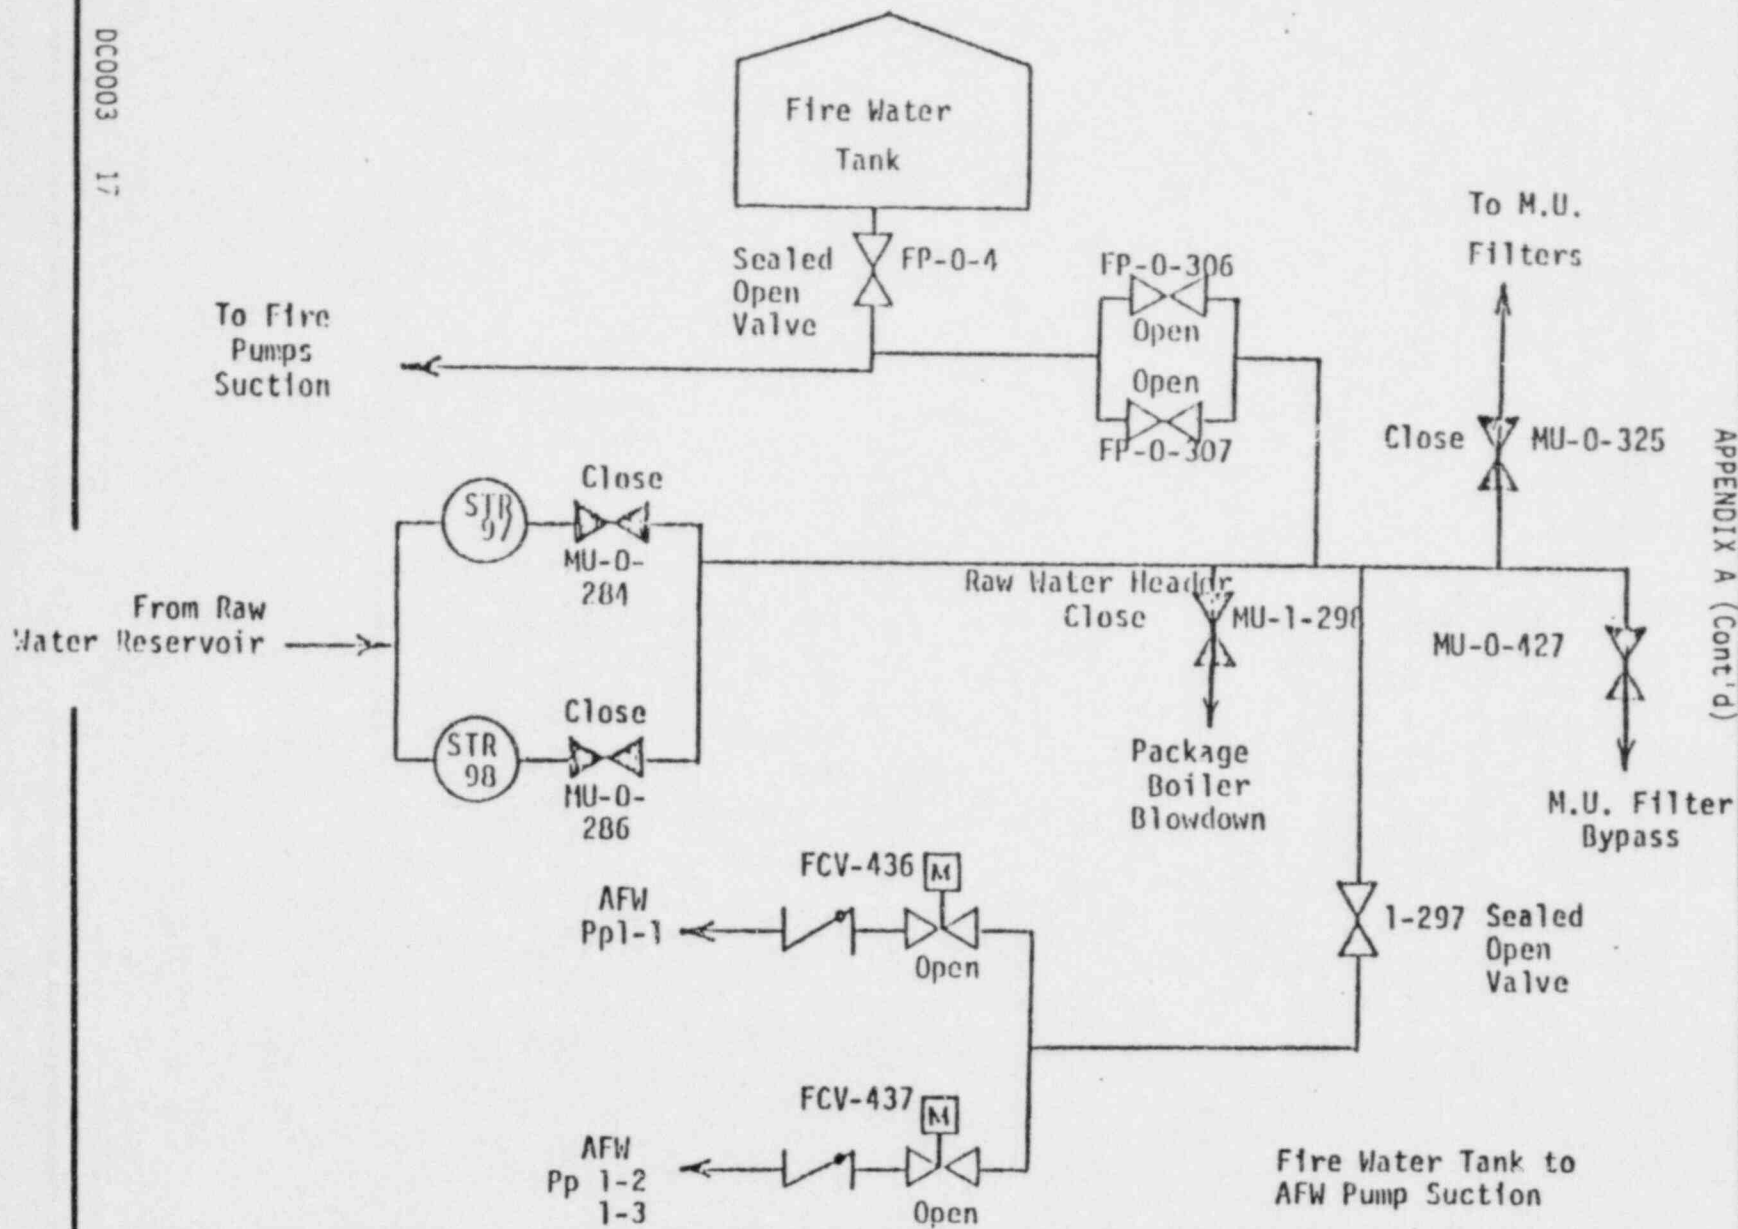 DC0003 17
Fire Water
Tank
Sealed
Open
Valve
FP-0-4
FP-0-306
Open
Open
FP-0-307
To M.U.
Filters
To Fire
Pumps
Suction
Close
MU-0-325
APPENDIX A (Cont'd)
STR
97
Close
MU-0-
284
From Raw
Water Reservoir
Raw Water Headr
Close
MU-1-298
MU-0-427
STR
98
Close
MU-0-
286
Package
Boiler
Blowdown
M.U. Filter
Bypass
FCV-436
M
AFW
Pp1-1
Open
1-297
Sealed
Open
Valve
FCV-437
M
AFW
Pp 1-2
1-3
Open
Fire Water Tank to
AFW Pump Suction